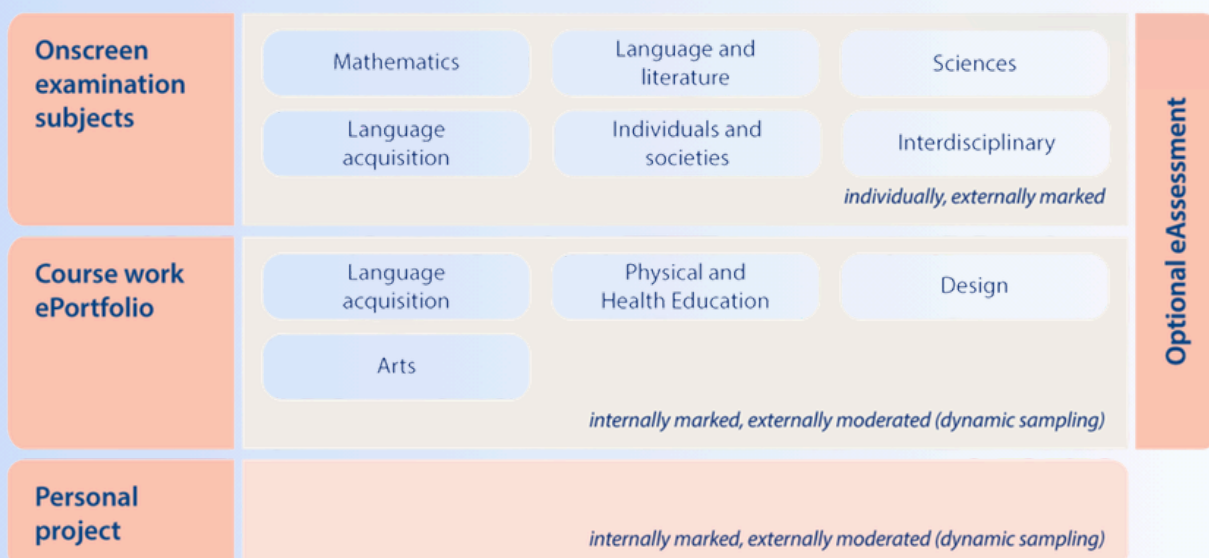 Onscreen
examination
subjects
Mathematics
Language and
literature
Sciences
Language
acquisition
Individuals and
societies
Interdisciplinary
individually, externally marked
Course work
ePortfolio
Language
acquisition
Physical and
Health Education
Design
Arts
internally marked, externally moderated (dynamic sampling)
Optional eAssessment
Personal
project
internally marked, externally moderated (dynamic sampling)